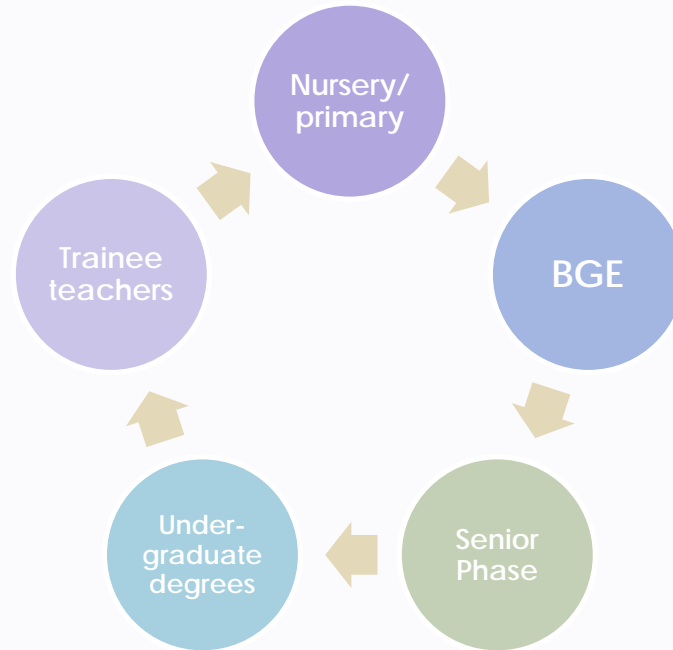 Nursery/
primary
BGE
Senior
Phase
Under-
graduate
degrees
Trainee
teachers